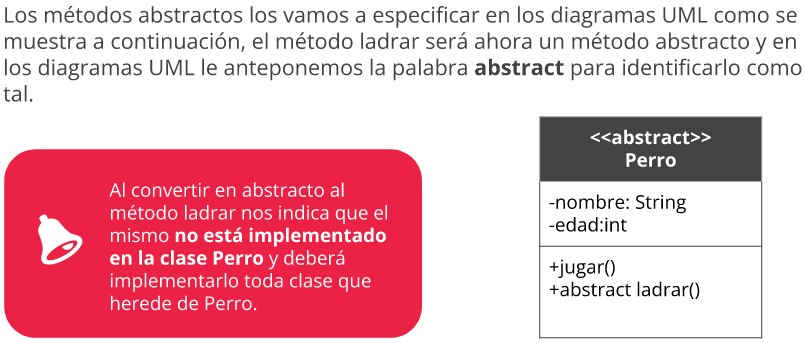 Los métodos abstractos los vamos a especificar en los diagramas UML como se
muestra a continuación, el método ladrar será ahora un método abstracto y en
los diagramas UML le anteponemos la palabra abstract para identificarlo como
tal.
Al convertir en abstracto al
método ladrar nos indica que el
mismo no está implementado
en la clase Perro y deberá
implementarlo toda clase que
herede de Perro.
<<abstract>>
Perro
-nombre: String
-edad:int
+jugar()
+abstract ladrar()